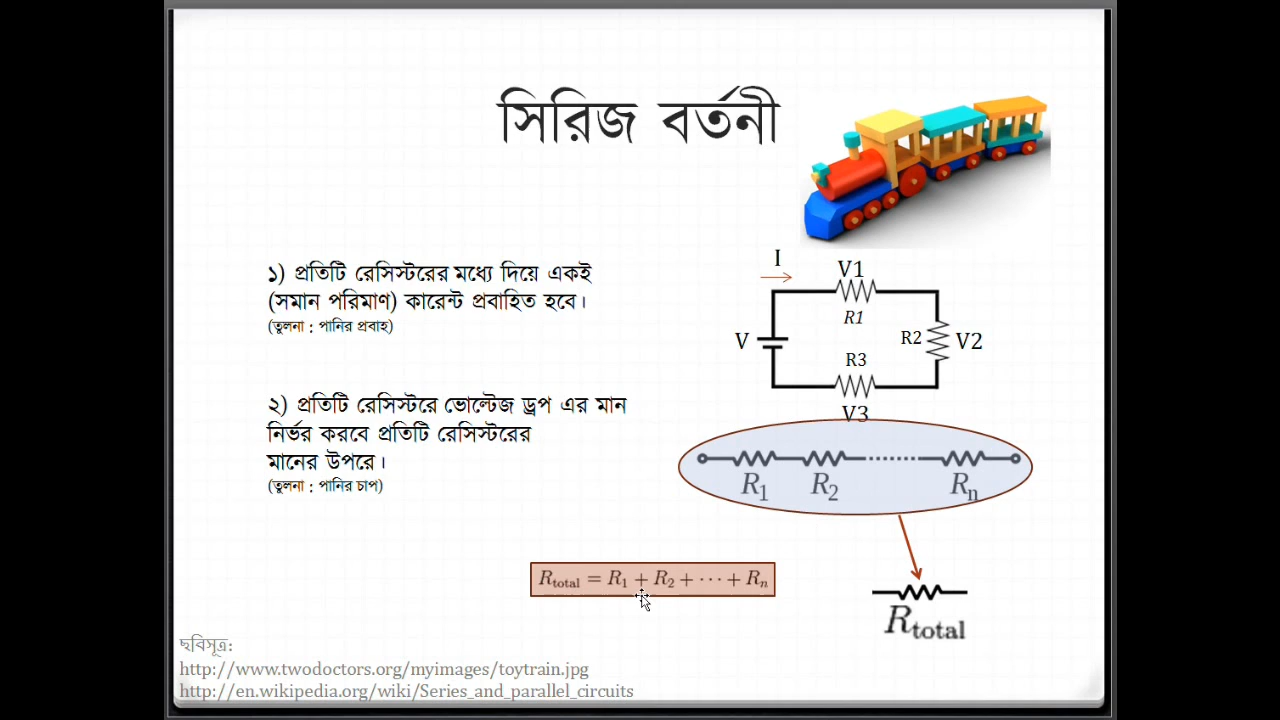 সিরিজ বর্তনী
১) প্রতিটি রেসিস্টরের মধ্যে দিয়ে একই
(সমান পরিমাণ) কারেন্ট প্রবাহিত হবে।
(তুলনা : পানির প্রবাহ)
I
V1
R1
V
R2
V2
R3
V3
২) প্রতিটি রেসিস্টরে ভোল্টেজ ড্রপ এর মান
নির্ভর করবে প্রতিটি রেসিস্টরের
মানের উপরে।
(তুলনা : পানির চাপ)
R1 R2 Rn
Rtotal = R1 + R2 + ⋯ + Rn
Rtotal
ছবিসূত্র:
http://www.twodoctors.org/myimages/toytrain.jpg
http://en.wikipedia.org/wiki/Series_and_parallel_circuits